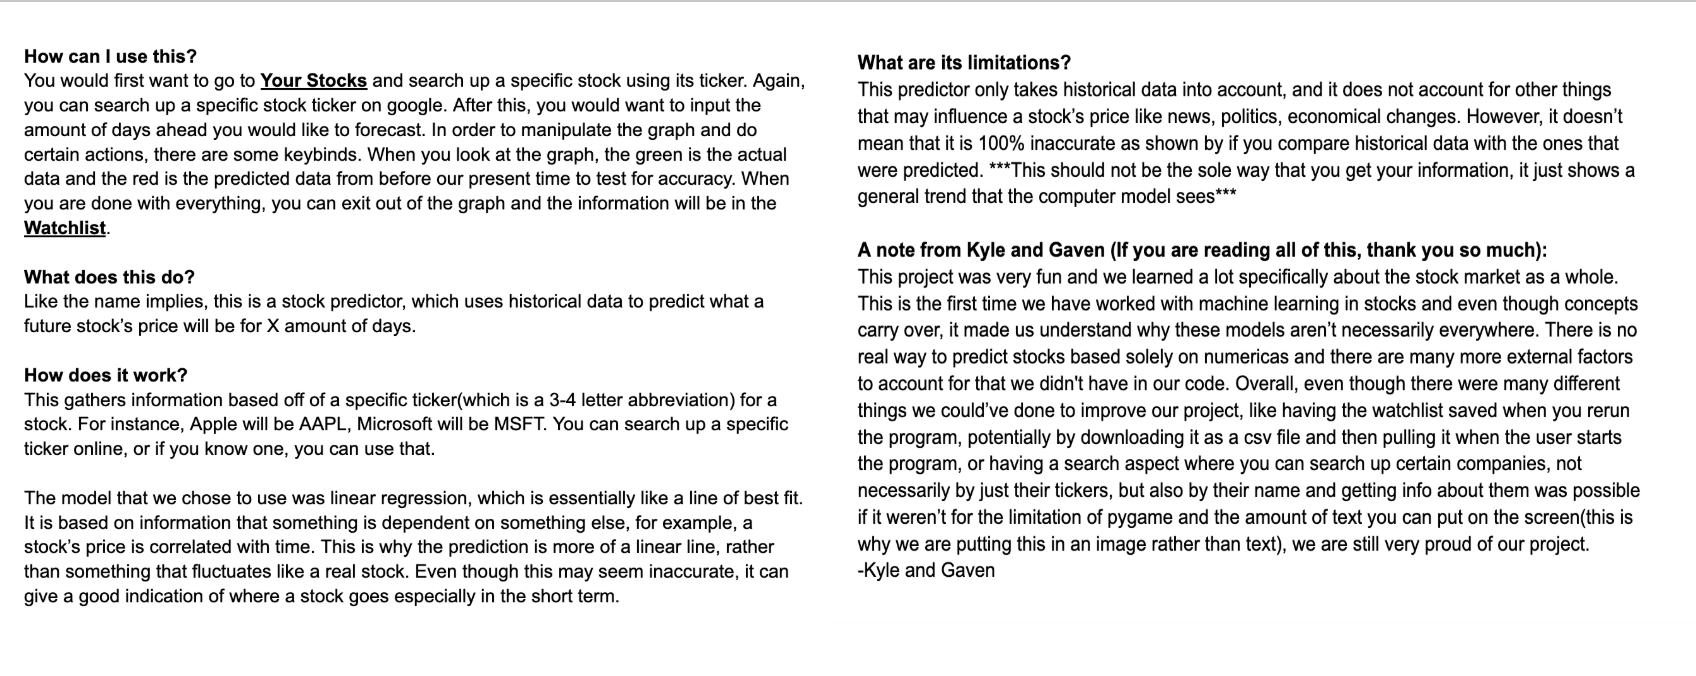 How can I use this?
You would first want to go to Your Stocks and search up a specific stock using its ticker. Again,
you can search up a specific stock ticker on google. After this, you would want to input the
amount of days ahead you would like to forecast. In order to manipulate the graph and do
certain actions, there are some keybinds. When you look at the graph, the green is the actual
data and the red is the predicted data from before our present time to test for accuracy. When
you are done with everything, you can exit out of the graph and the information will be in the
Watchlist.
What does this do?
Like the name implies, this is a stock predictor, which uses historical data to predict what a
future stock's price will be for X amount of days.
How does it work?
This gathers information based off of a specific ticker(which is a 3-4 letter abbreviation) for a
stock. For instance, Apple will be AAPL, Microsoft will be MSFT. You can search up a specific
ticker online, or if you know one, you can use that.
The model that we chose to use was linear regression, which is essentially like a line of best fit.
It is based on information that something is dependent on something else, for example, a
stock's price is correlated with time. This is why the prediction is more of a linear line, rather
than something that fluctuates like a real stock. Even though this may seem inaccurate, it can
give a good indication of where a stock goes especially in the short term.
What are its limitations?
This predictor only takes historical data into account, and it does not account for other things
that may influence a stock's price like news, politics, economical changes. However, it doesn't
mean that it is 100% inaccurate as shown by if you compare historical data with the ones that
were predicted. ***This should not be the sole way that you get your information, it just shows a
general trend that the computer model sees***
A note from Kyle and Gaven (If you are reading all of this, thank you so much):
This project was very fun and we learned a lot specifically about the stock market as a whole.
This is the first time we have worked with machine learning in stocks and even though concepts
carry over, it made us understand why these models aren't necessarily everywhere. There is no
real way to predict stocks based solely on numericas and there are many more external factors
to account for that we didn't have in our code. Overall, even though there were many different
things we could've done to improve our project, like having the watchlist saved when you rerun
the program, potentially by downloading it as a csv file and then pulling it when the user starts
the program, or having a search aspect where you can search up certain companies, not
necessarily by just their tickers, but also by their name and getting info about them was possible
if it weren't for the limitation of pygame and the amount of text you can put on the screen(this is
why we are putting this in an image rather than text), we are still very proud of our project.
-Kyle and Gaven